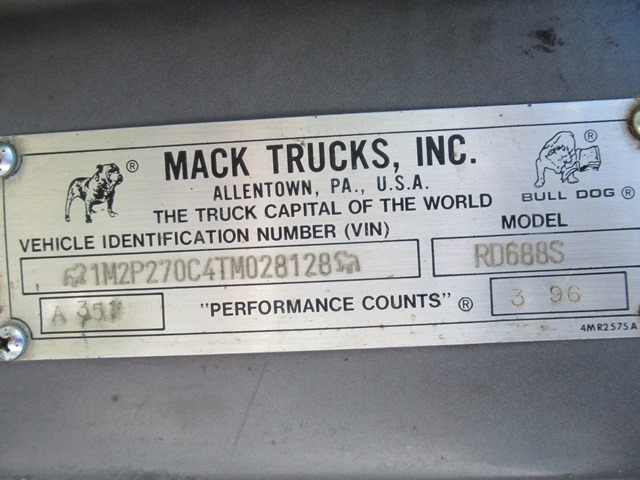 MACK TRUCKS, INC.
ALLENTOWN, PA., U.S.A.
THE TRUCK CAPITAL OF THE WORLD
BULL DOG ®
VEHICLE IDENTIFICATION NUMBER (VIN)
MODEL
1M2P270C4TM028128
RD688S
A 351
"PERFORMANCE COUNTS" ®
3 96
4MR2575A